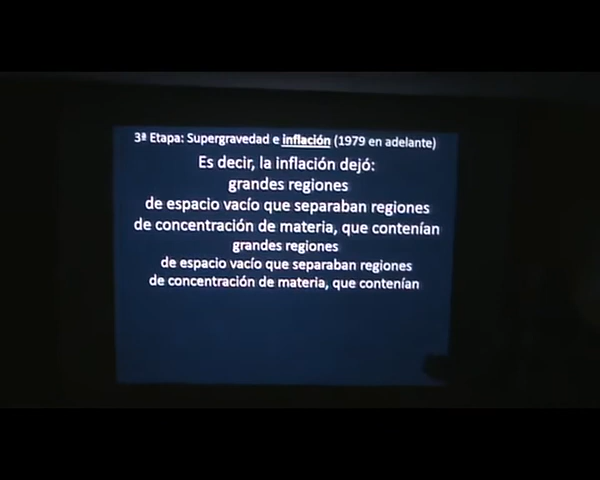 3ª Etapa: Supergravedad e inflación (1979 en adelante)
Es decir, la inflación dejó:
grandes regiones
de espacio vacío que separaban regiones
de concentración de materia, que contenían
grandes regiones
de espacio vacío que separaban regiones
de concentración de materia, que contenían